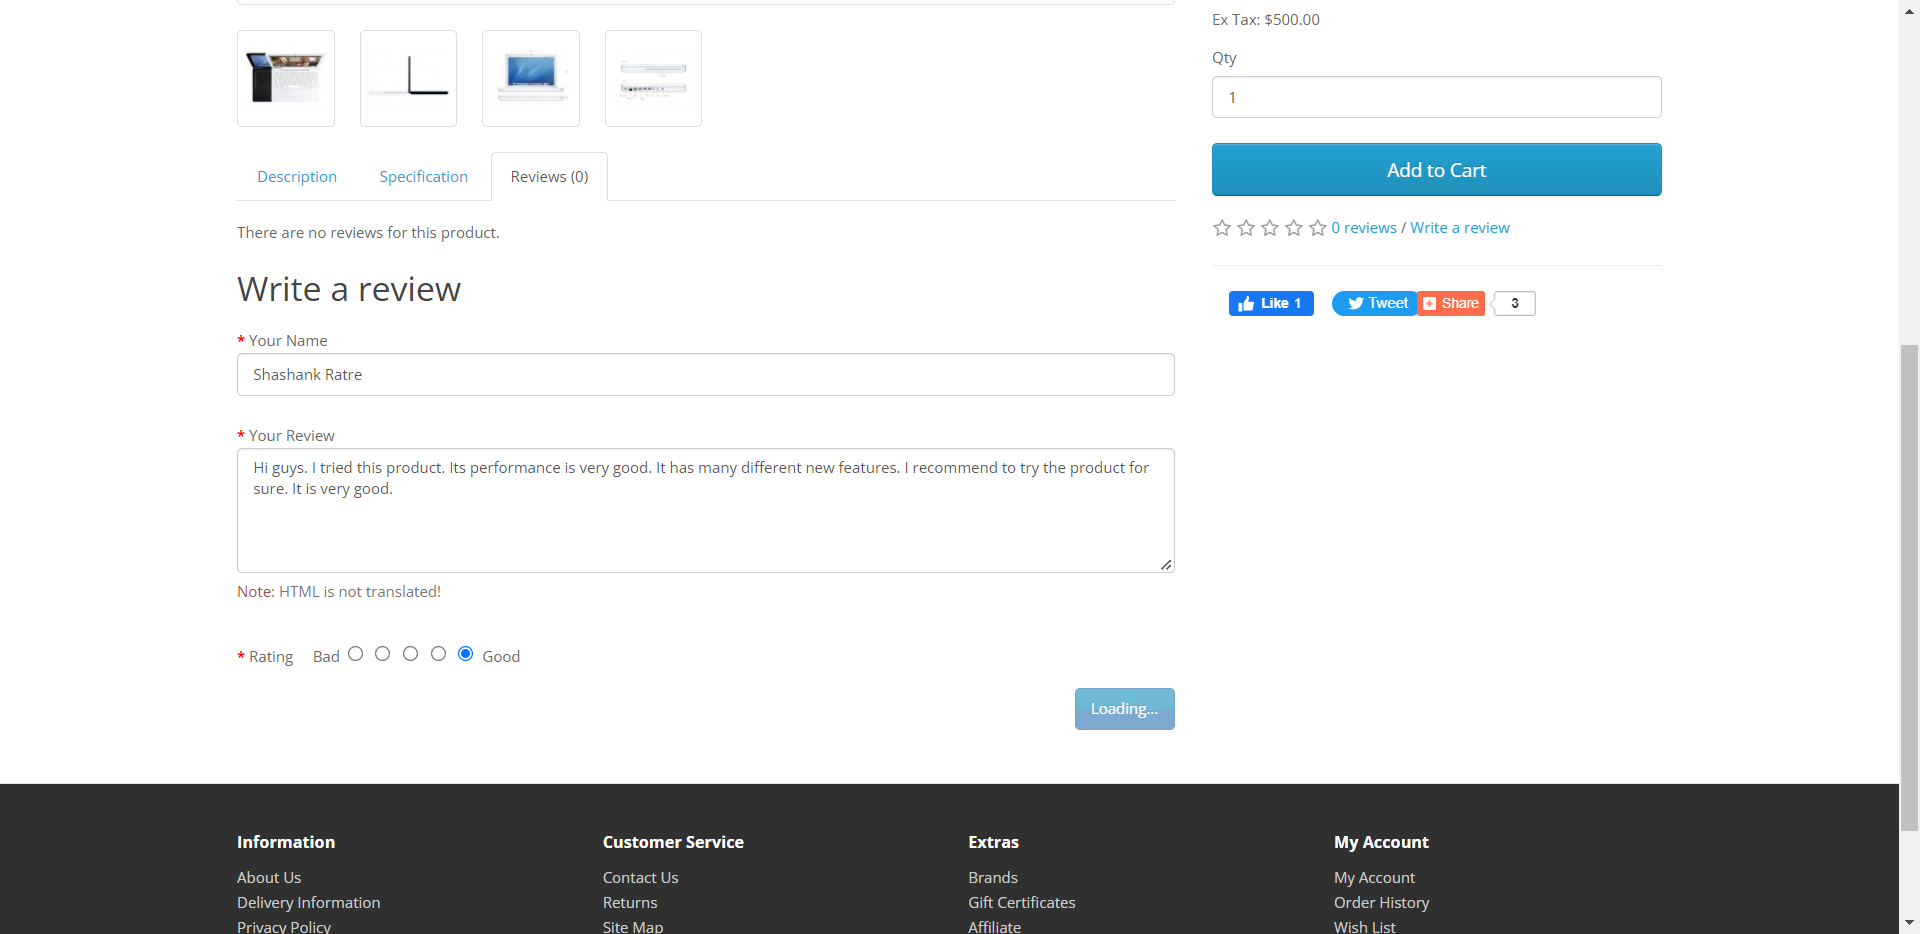 Ex Tax: $500.00
Qty
1
Add to Cart
0 reviews / Write a review
Like 1
Tweet
Share
3
Description
Specification
Reviews (0)
There are no reviews for this product.
Write a review
* Your Name
Shashank Ratre
* Your Review
Hi guys. I tried this product. Its performance is very good. It has many different new features. I recommend to try the product for
sure. It is very good.
Note: HTML is not translated!
* Rating Bad Good
Loading...
Information
About Us
Delivery Information
Privacy Policy
Customer Service
Contact Us
Returns
Site Map
Extras
Brands
Gift Certificates
Affiliate
My Account
My Account
Order History
Wish List